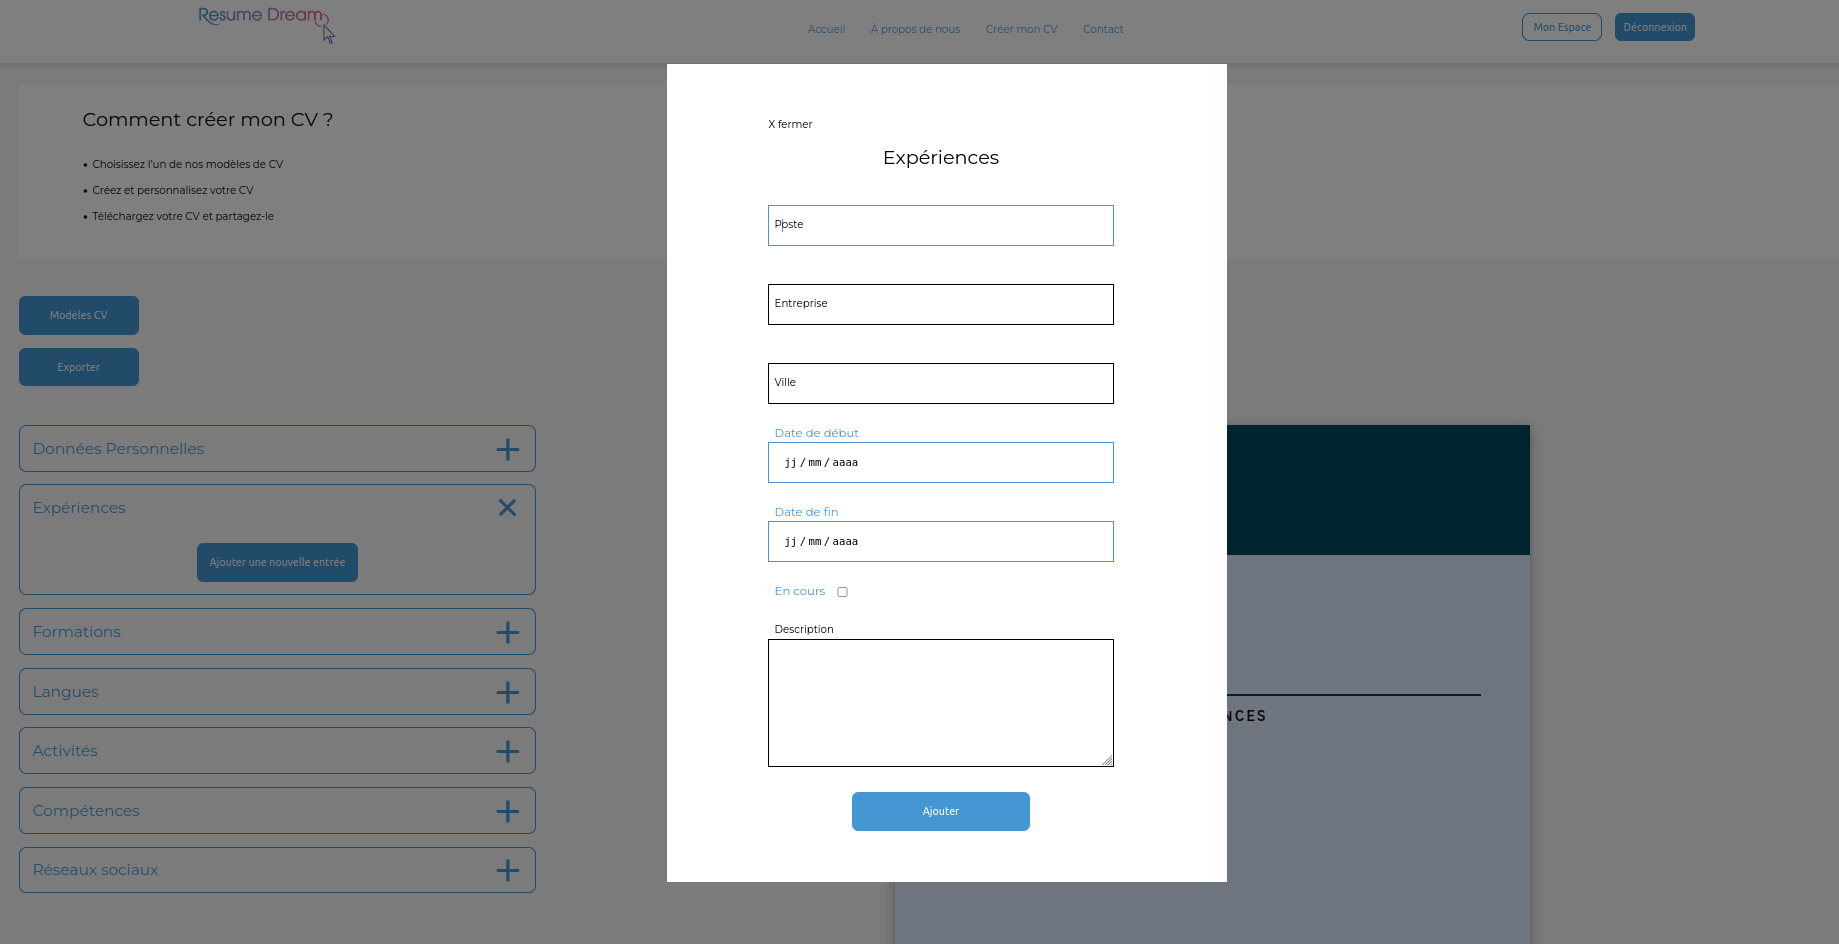 Resume Dream
Accueil
À propos de nous
Créer mon CV
Contact
Mon Espace
Déconnexion
Comment créer mon CV ?
Choisissez l'un de nos modèles de CV
Créez et personnalisez votre CV
Téléchargez votre CV et partagez-le
Modèles CV
Exporter
Données Personnelles
Expériences
Ajouter une nouvelle entrée
Formations
Langues
Activités
Compétences
Réseaux sociaux
X fermer
Expériences
Poste
Entreprise
Ville
Date de début
jj / mm / aaaa
Date de fin
jj / mm / aaaa
En cours
Description
Ajouter